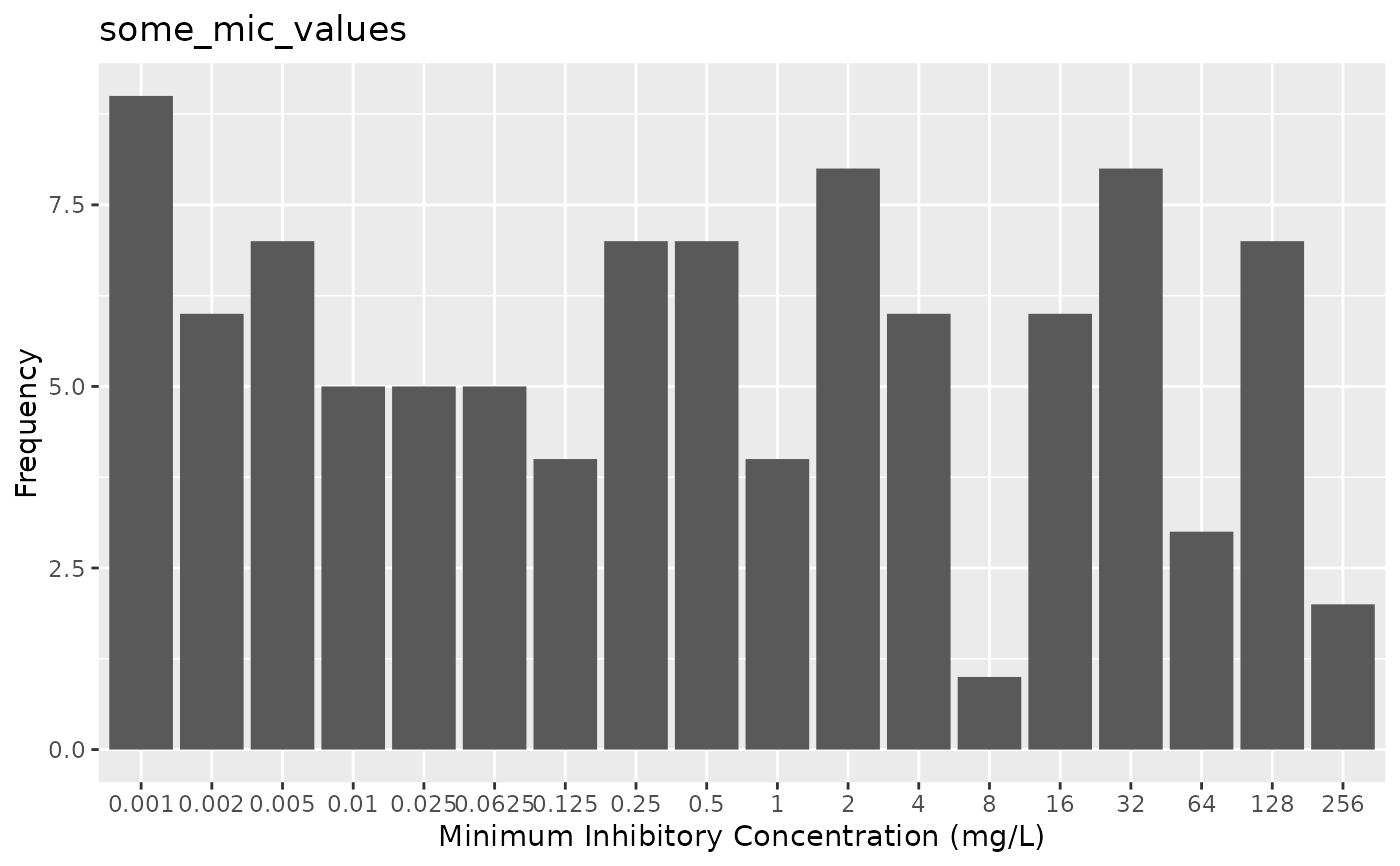 some_mic_values
Frequency
7.5
5.0
2.5
0.0
0.001 0.002 0.005 0.01 0.025 0.0625 0.125 0.25 0.5 1 2 4 8 16 32 64 128 256
Minimum Inhibitory Concentration (mg/L)